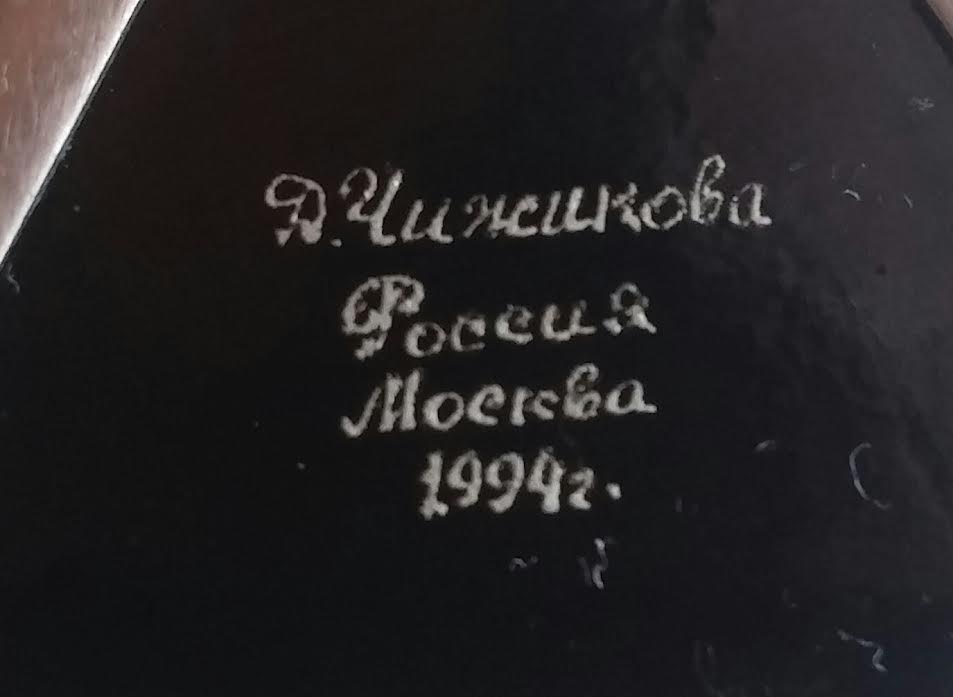 Д. Чижикова
Россия
Москва
1994г.